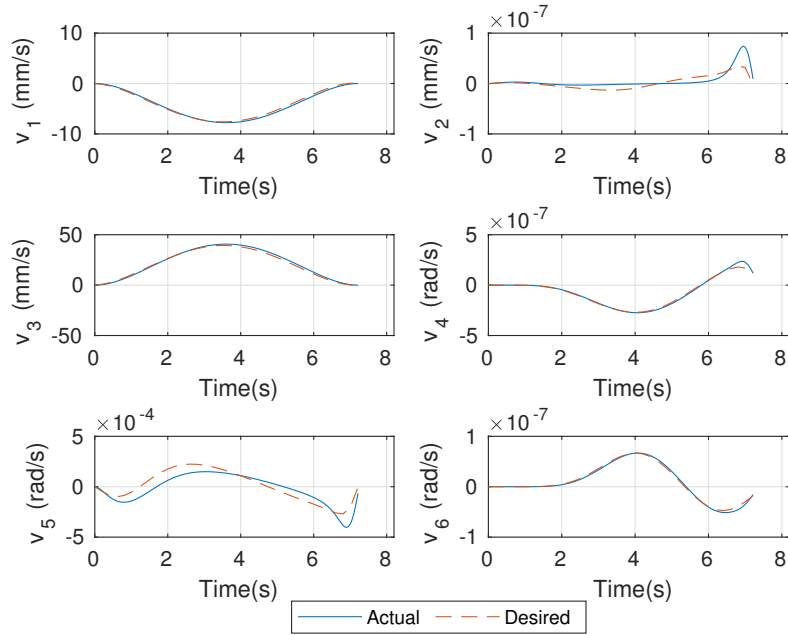 10
0
-10
v1 (mm/s)
0 2 4 6 8
Time(s)
×10-7
1
0
-1
v2 (mm/s)
0 2 4 6 8
Time(s)
50
0
-50
v3 (mm/s)
0 2 4 6 8
Time(s)
×10-7
5
0
-5
v4 (rad/s)
0 2 4 6 8
Time(s)
×10-4
5
0
-5
v5 (rad/s)
0 2 4 6 8
Time(s)
×10-7
1
0
-1
v6 (rad/s)
0 2 4 6 8
Time(s)
Actual Desired